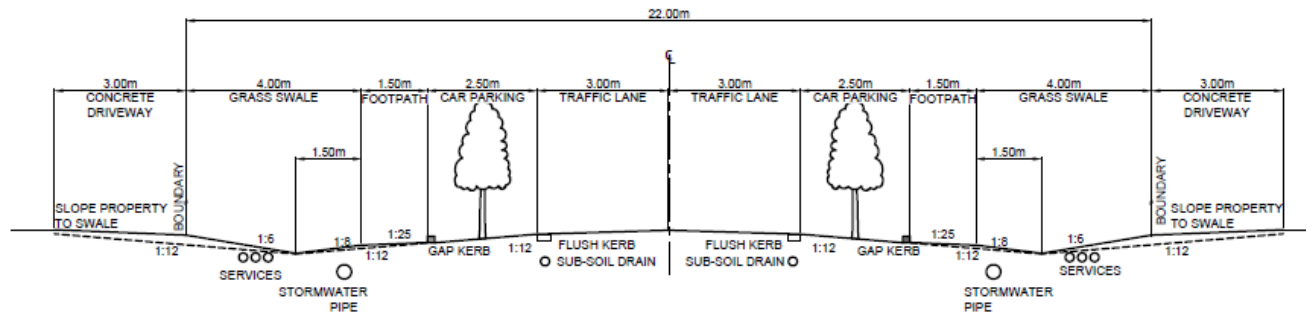 22.00m
℄
3.00m 4.00m 1.50m 2.50m 3.00m 3.00m 2.50m 1.50m 4.00m 3.00m
CONCRETE DRIVEWAY
GRASS SWALE
FOOTPATH
CAR PARKING
TRAFFIC LANE
TRAFFIC LANE
CAR PARKING
FOOTPATH
GRASS SWALE
CONCRETE DRIVEWAY
1.50m
1.50m
BOUNDARY
BOUNDARY
SLOPE PROPERTY
TO SWALE
SLOPE PROPERTY
TO SWALE
1:12
1:6
1:8
1:25
1:12
GAP KERB
1:12
FLUSH KERB
SUB-SOIL DRAIN
FLUSH KERB
SUB-SOIL DRAIN
1:12
GAP KERB
1:25
1:8
1:12
1:6
1:12
SERVICES
STORMWATER
PIPE
STORMWATER
PIPE
SERVICES